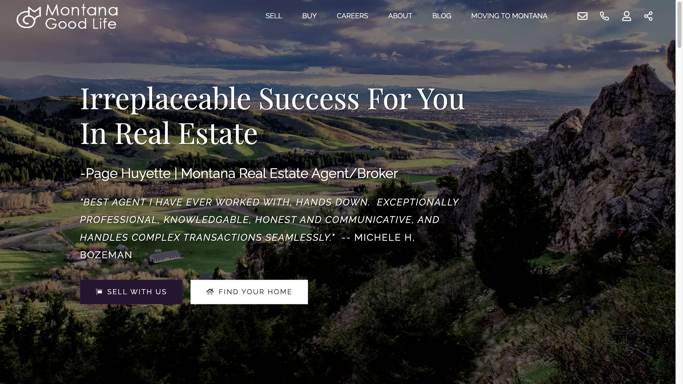 Montana
Good Life
SELL
BUY
CAREERS
ABOUT
BLOG
MOVING TO MONTANA
Irreplaceable Success For You
In Real Estate
-Page Huyette | Montana Real Estate Agent/Broker
"BEST AGENT I HAVE EVER WORKED WITH, HANDS DOWN. EXCEPTIONALLY
PROFESSIONAL, KNOWLEDGABLE, HONEST AND COMMUNICATIVE, AND
HANDLES COMPLEX TRANSACTIONS SEAMLESSLY." -- MICHELE H,
BOZEMAN
SELL WITH US
FIND YOUR HOME